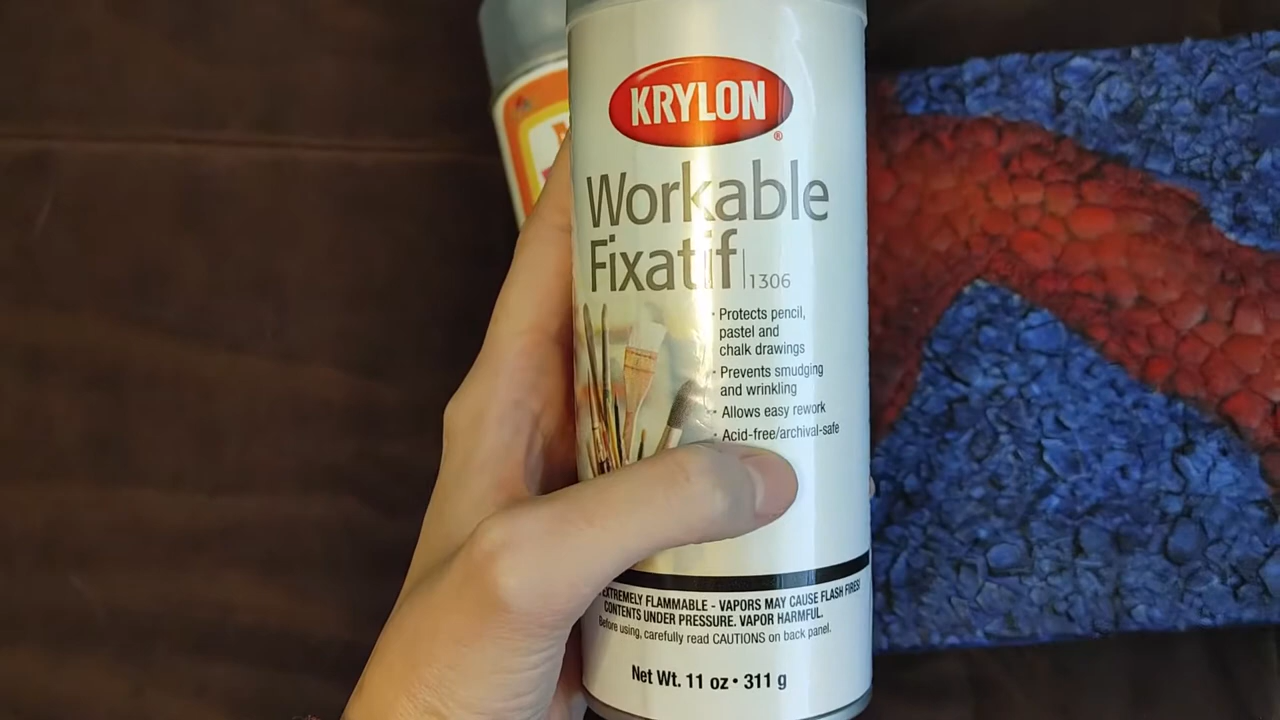 KRYLON
®
Workable
Fixatif
1306
• Protects pencil,
pastel and
chalk drawings
• Prevents smudging
and wrinkling
• Allows easy rework
• Acid-free/archival-safe
EXTREMELY FLAMMABLE - VAPORS MAY CAUSE FLASH FIRES!
CONTENTS UNDER PRESSURE. VAPOR HARMFUL.
Before using, carefully read CAUTIONS on back panel.
Net Wt. 11 oz • 311 g